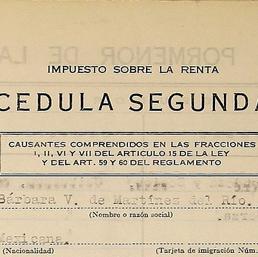 IMPUESTO SOBRE LA RENTA
CEDULA SEGUNDA
CAUSANTES COMPRENDIDOS EN LAS FRACCIONES
I, II, VI Y VII DEL ARTICULO 15 DE LA LEY
Y DEL ART. 59 Y 60 DEL REGLAMENTO
Bárbara V. de Martínez del Río.
(Nombre o razón social)
Mexicana.
(Nacionalidad) (Tarjeta de imigración Núm.